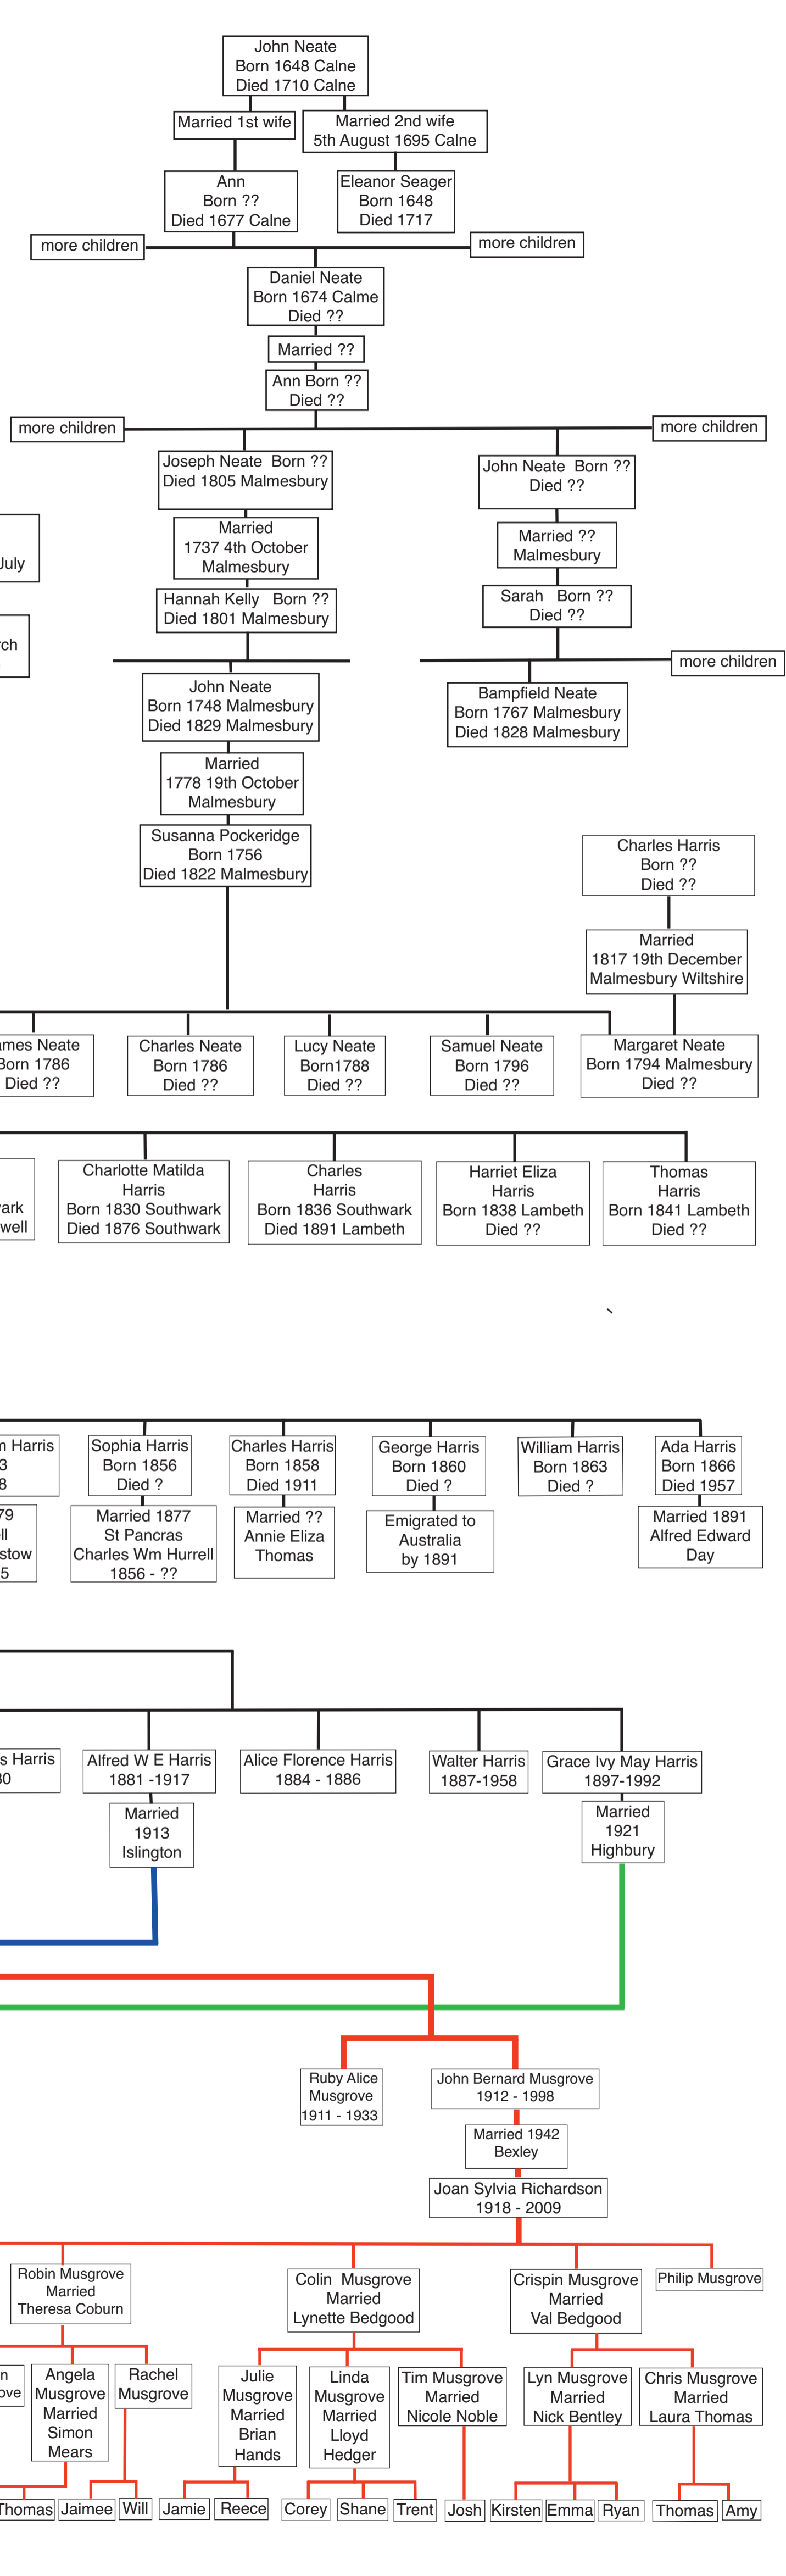 John Neate
Born 1648 Calne
Died 1710 Calne
Married 1st wife
Married 2nd wife
5th August 1695 Calne
Ann
Born ??
Died 1677 Calne
Eleanor Seager
Born 1648
Died 1717
more children
more children
Daniel Neate
Born 1674 Calme
Died ??
Married ??
Ann Born ??
Died ??
more children
more children
Joseph Neate Born ??
Died 1805 Malmesbury
John Neate Born ??
Died ??
July
Married
1737 4th October
Malmesbury
Married ??
Malmesbury
Hannah Kelly Born ??
Died 1801 Malmesbury
Sarah Born ??
Died ??
rch
more children
John Neate
Born 1748 Malmesbury
Died 1829 Malmesbury
Bampfield Neate
Born 1767 Malmesbury
Died 1828 Malmesbury
Married
1778 19th October
Malmesbury
Susanna Pockeridge
Born 1756
Died 1822 Malmesbury
Charles Harris
Born ??
Died ??
Married
1817 19th December
Malmesbury Wiltshire
ames Neate
Born 1786
Died ??
Charles Neate
Born 1786
Died ??
Lucy Neate
Born1788
Died ??
Samuel Neate
Born 1796
Died ??
Margaret Neate
Born 1794 Malmesbury
Died ??
ark
well
Charlotte Matilda
Harris
Born 1830 Southwark
Died 1876 Southwark
Charles
Harris
Born 1836 Southwark
Died 1891 Lambeth
Harriet Eliza
Harris
Born 1838 Lambeth
Died ??
Thomas
Harris
Born 1841 Lambeth
Died ??
m Harris
3
8
Sophia Harris
Born 1856
Died ?
Charles Harris
Born 1858
Died 1911
George Harris
Born 1860
Died ?
William Harris
Born 1863
Died ?
Ada Harris
Born 1866
Died 1957
79
ll
stow
5
Married 1877
St Pancras
Charles Wm Hurrell
1856 - ??
Married ??
Annie Eliza
Thomas
Emigrated to
Australia
by 1891
Married 1891
Alfred Edward
Day
s Harris
80
Alfred W E Harris
1881 -1917
Alice Florence Harris
1884 - 1886
Walter Harris
1887-1958
Grace Ivy May Harris
1897-1992
Married
1913
Islington
Married
1921
Highbury
Ruby Alice
Musgrove
1911 - 1933
John Bernard Musgrove
1912 - 1998
Married 1942
Bexley
Joan Sylvia Richardson
1918 - 2009
Robin Musgrove
Married
Theresa Coburn
Colin Musgrove
Married
Lynette Bedgood
Crispin Musgrove
Married
Val Bedgood
Philip Musgrove
n
ove
Angela
Musgrove
Married
Simon
Mears
Rachel
Musgrove
Julie
Musgrove
Married
Brian
Hands
Linda
Musgrove
Married
Lloyd
Hedger
Tim Musgrove
Married
Nicole Noble
Lyn Musgrove
Married
Nick Bentley
Chris Musgrove
Married
Laura Thomas
Thomas
Jaimee
Will
Jamie
Reece
Corey
Shane
Trent
Josh
Kirsten
Emma
Ryan
Thomas
Amy